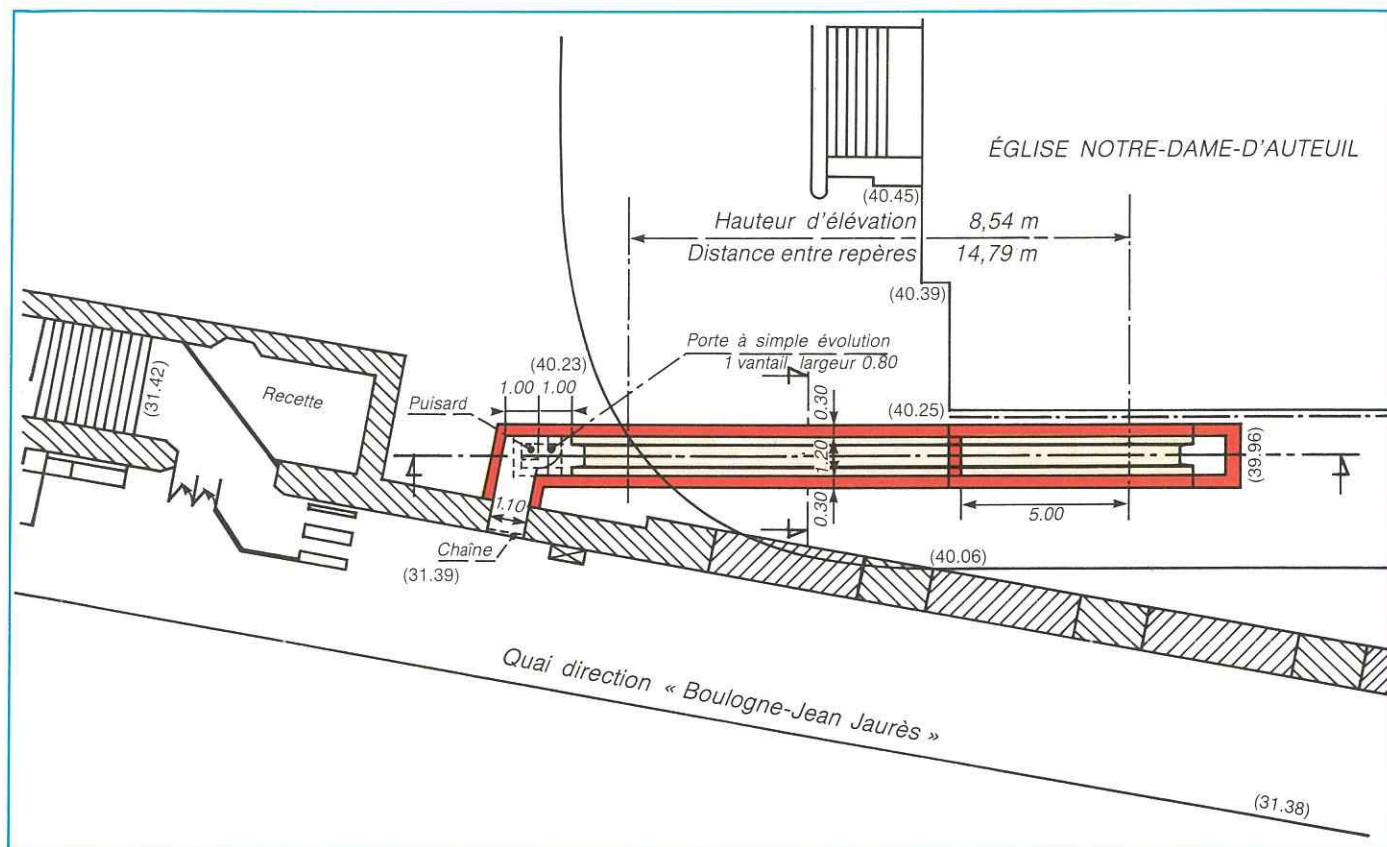 ÉGLISE NOTRE-DAME-D'AUTEUIL
(40.45)
Hauteur d'élévation 8,54 m
Distance entre repères 14,79 m
(40.39)
Porte à simple évolution
1 vantail, largeur 0.80
(40.23)
1.00 1.00
Puisard
Recette
(31.42)
0.30
(40.25)
1.20
(39.96)
0.30
1.10
5.00
Chaîne
(31.39)
(40.06)
Quai direction « Boulogne-Jean Jaurès »
(31.38)